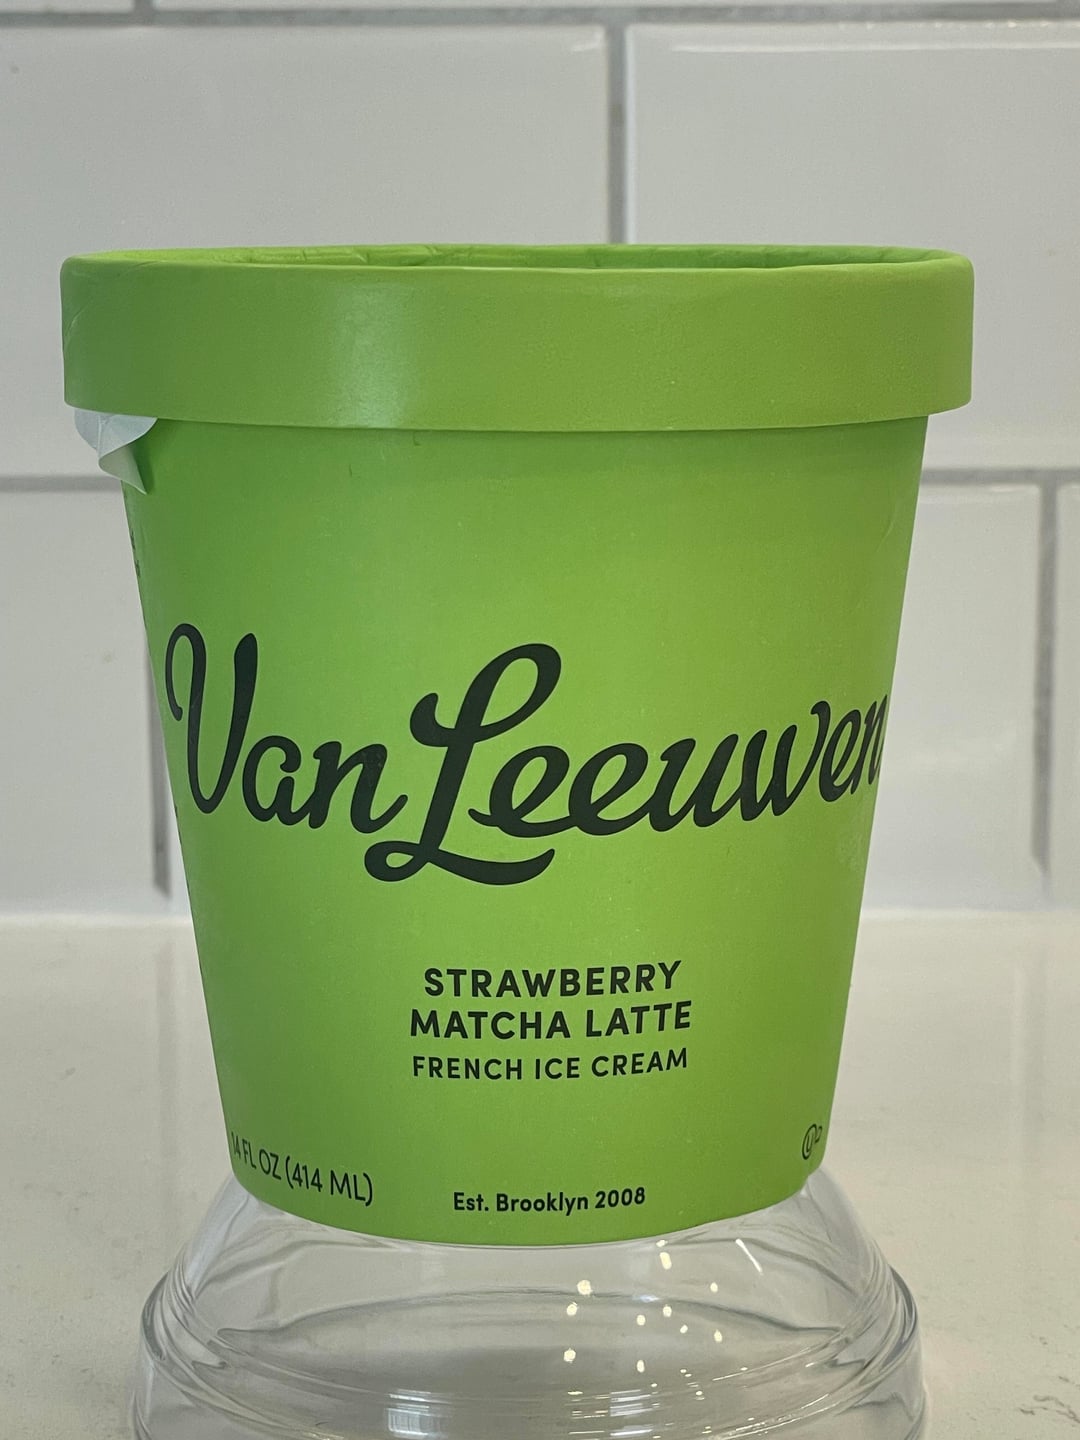 Van Leeuwen
STRAWBERRY
MATCHA LATTE
FRENCH ICE CREAM
14 FL OZ (414 ML)
Est. Brooklyn 2008
Ⓤ D